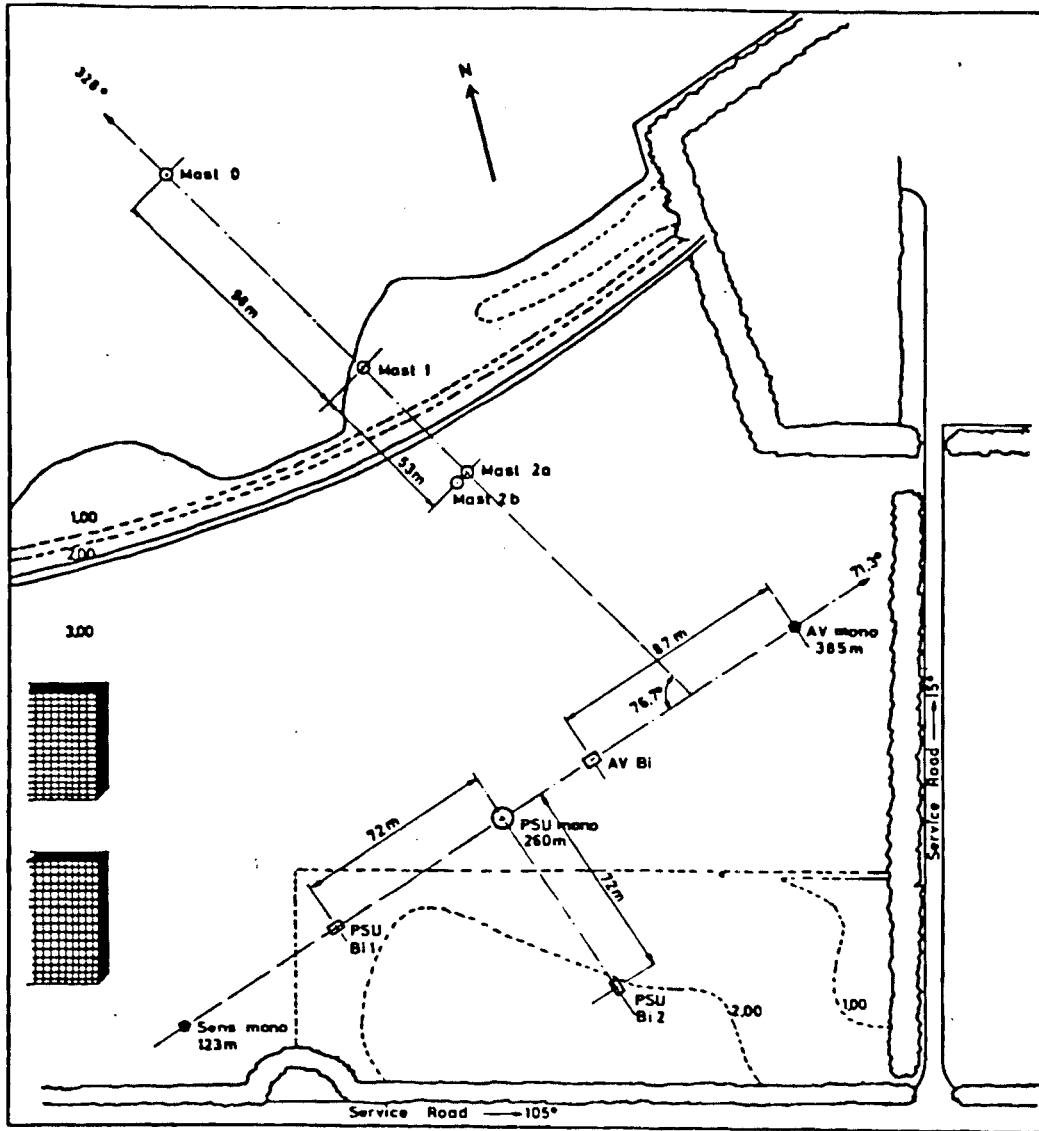 328°
N
Mast 0
98m
Mast 1
53m
Mast 2a
Mast 2b
1,00
2,00
3,00
71.3°
87m
AV mono
385m
76.7°
AV Bi
72m
PSU mono
260m
72m
PSU
Bi 1
PSU
Bi 2
2,00
1,00
Sens mono
123m
Service Road → 15°
Service Road → 105°